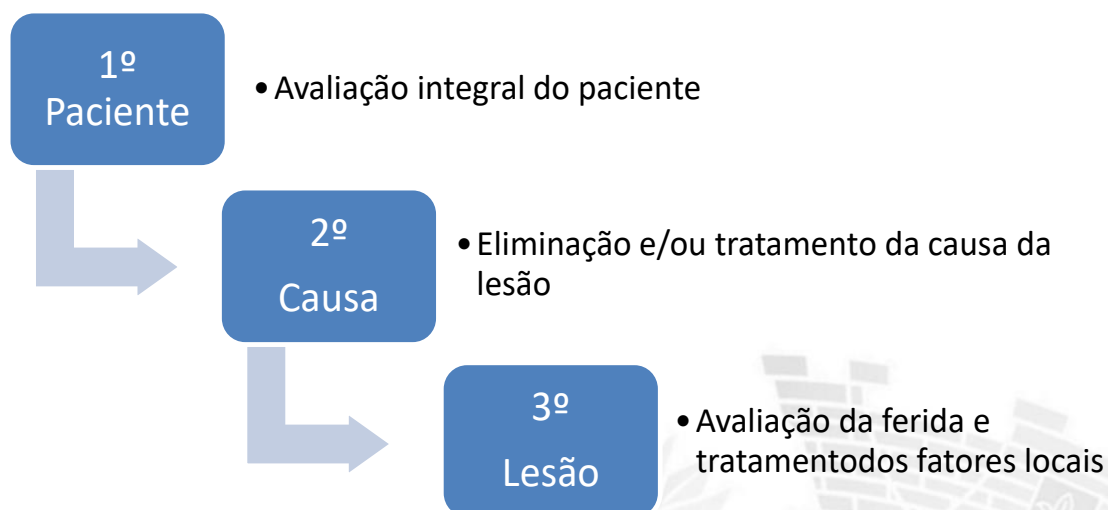 1º
Paciente
• Avaliação integral do paciente
2º
Causa
• Eliminação e/ou tratamento da causa da
lesão
3º
Lesão
• Avaliação da ferida e
tratamentodos fatores locais